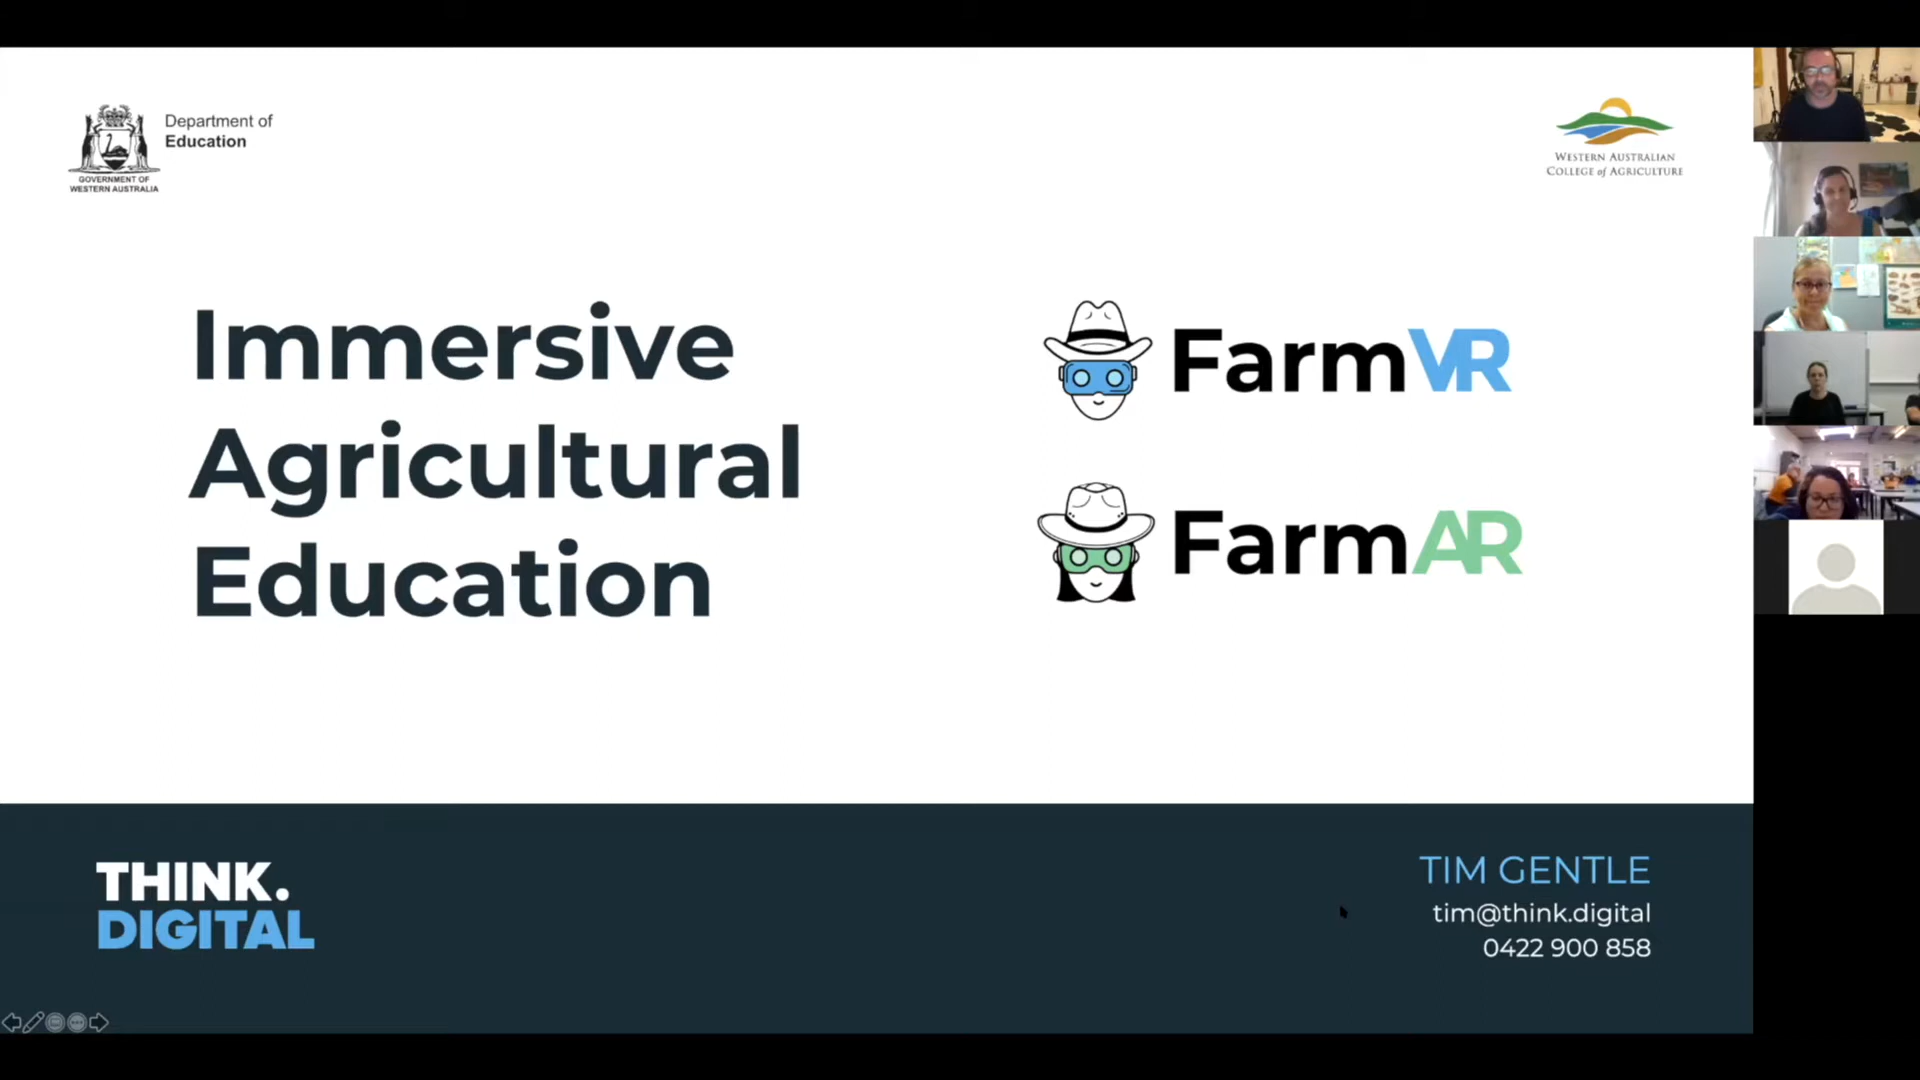 Department of
Education
GOVERNMENT OF
WESTERN AUSTRALIA
WESTERN AUSTRALIAN
COLLEGE of AGRICULTURE
Immersive
Agricultural
Education
FarmVR
FarmAR
THINK.
DIGITAL
TIM GENTLE
tim@think.digital
0422 900 858